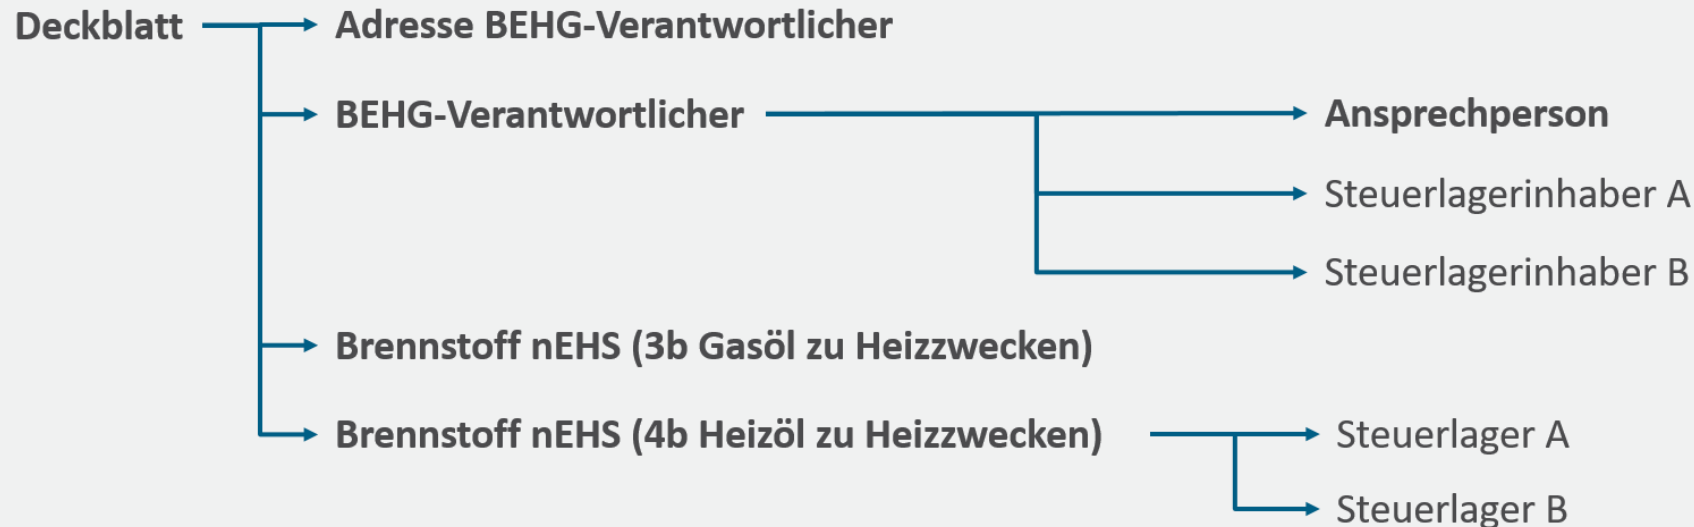 Deckblatt
Adresse BEHG-Verantwortlicher
BEHG-Verantwortlicher
Ansprechperson
Steuerlagerinhaber A
Steuerlagerinhaber B
Brennstoff nEHS (3b Gasöl zu Heizzwecken)
Brennstoff nEHS (4b Heizöl zu Heizzwecken)
Steuerlager A
Steuerlager B